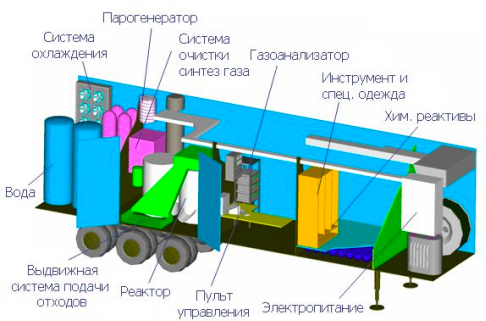 Парогенератор
Система
охлаждения
Система
очистки
синтез газа
Газоанализатор
Инструмент и
спец. одежда
Хим. реактивы
Вода
Выдвижная
система подачи
отходов
Реактор
Пульт
управления
Электропитание